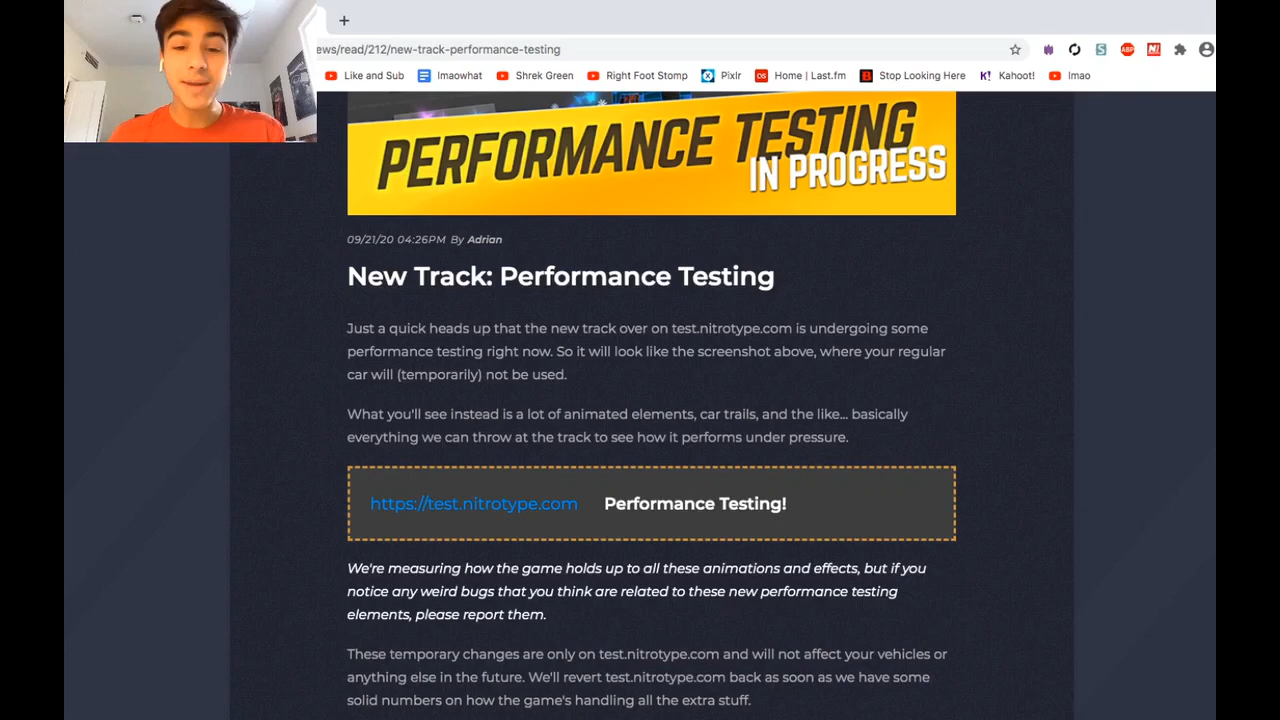 ews/read/212/new-track-performance-testing
Like and Sub lmaowhat Shrek Green Right Foot Stomp Pixlr Home | Last.fm Stop Looking Here Kahoot! lmao
PERFORMANCE TESTING
IN PROGRESS
09/21/20 04:26PM By Adrian
New Track: Performance Testing
Just a quick heads up that the new track over on test.nitrotype.com is undergoing some
performance testing right now. So it will look like the screenshot above, where your regular
car will (temporarily) not be used.
What you'll see instead is a lot of animated elements, car trails, and the like... basically
everything we can throw at the track to see how it performs under pressure.
https://test.nitrotype.com Performance Testing!
We're measuring how the game holds up to all these animations and effects, but if you
notice any weird bugs that you think are related to these new performance testing
elements, please report them.
These temporary changes are only on test.nitrotype.com and will not affect your vehicles or
anything else in the future. We'll revert test.nitrotype.com back as soon as we have some
solid numbers on how the game's handling all the extra stuff.